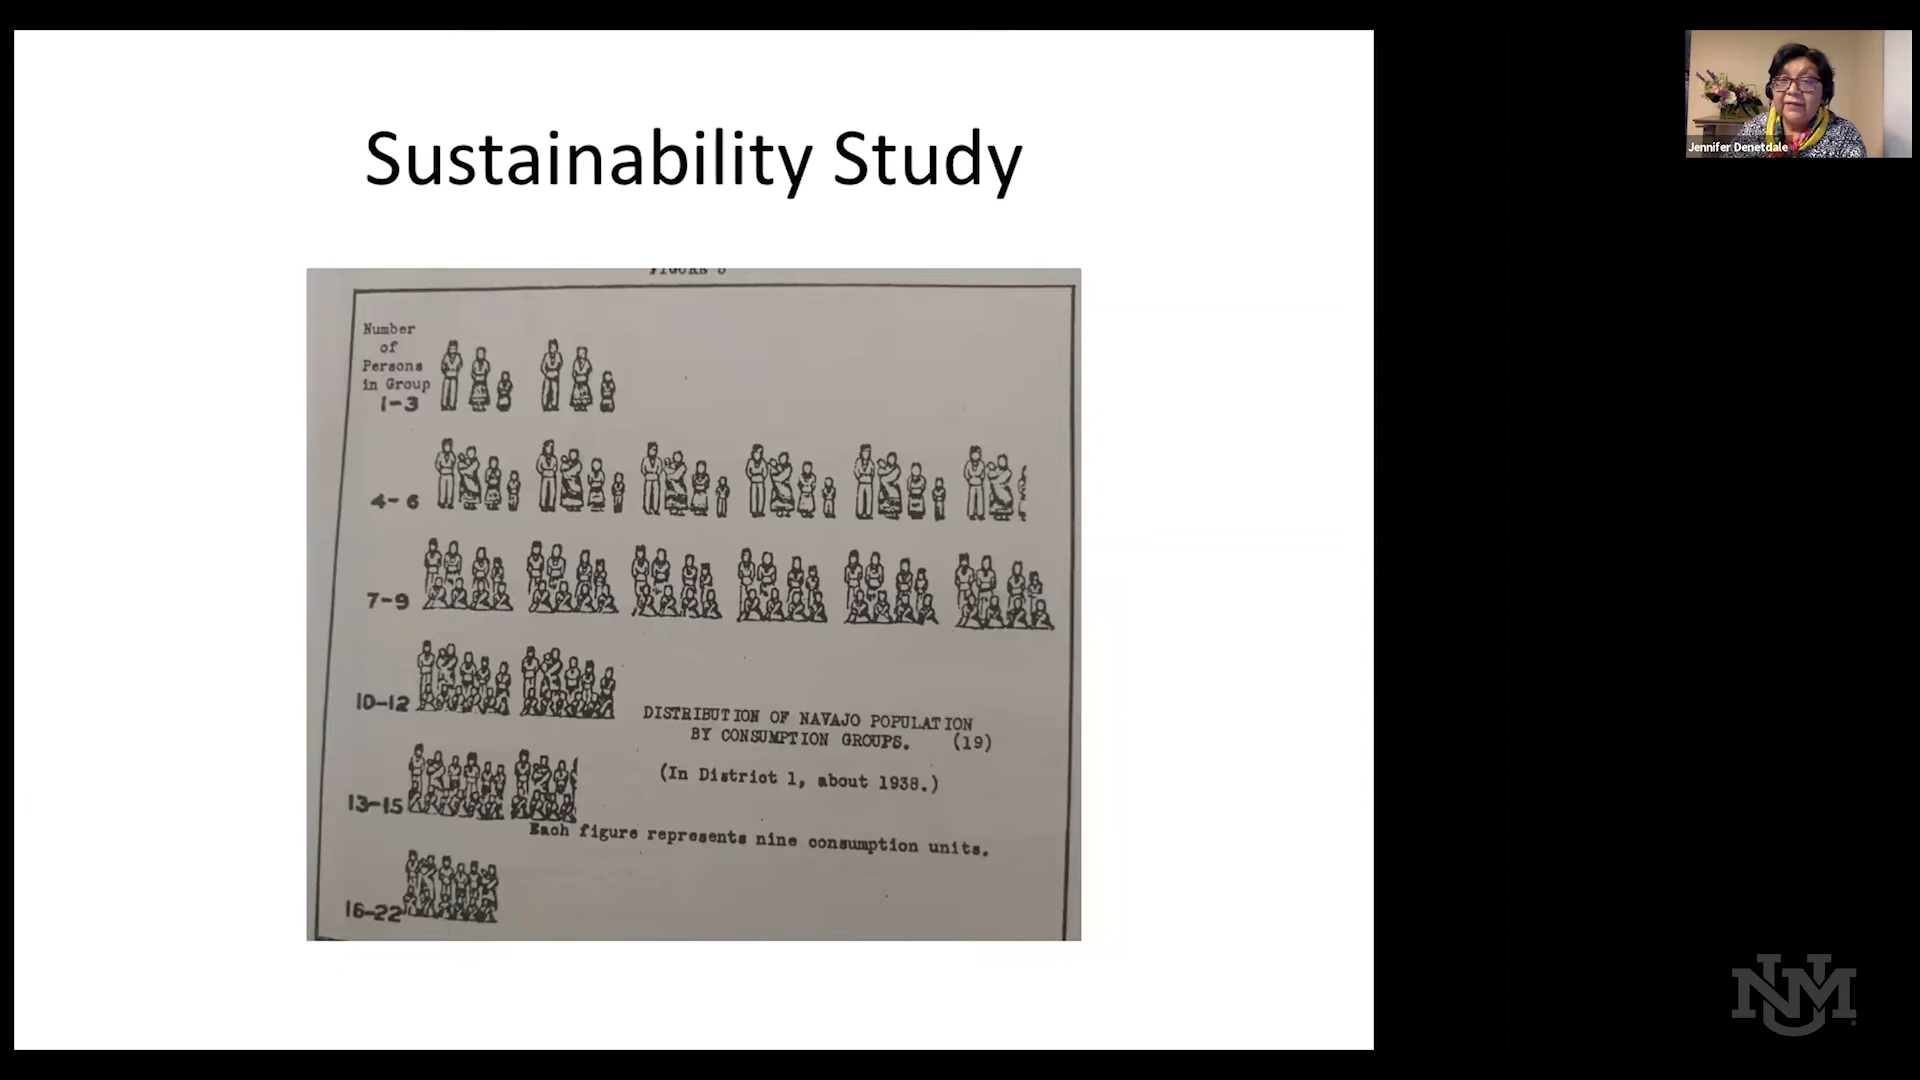 Sustainability Study
Number
of
Persons
in Group
1-3
4-6
7-9
10-12
13-15
16-22
DISTRIBUTION OF NAVAJO POPULATION
BY CONSUMPTION GROUPS. (19)
(In District 1, about 1938.)
Each figure represents nine consumption units.
Jennifer Denetdale
UNM